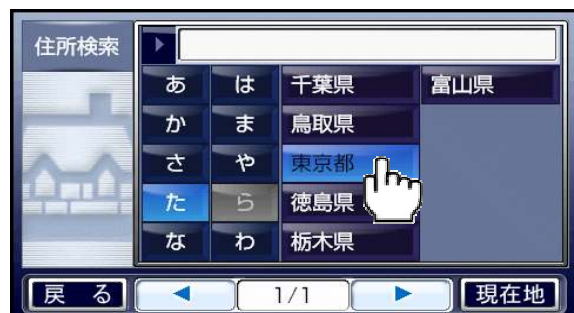 住所検索
あ は 千葉県 富山県
か ま 鳥取県
さ や 東京都
た ら 徳島県
な わ 栃木県
戻る 1/1 現在地